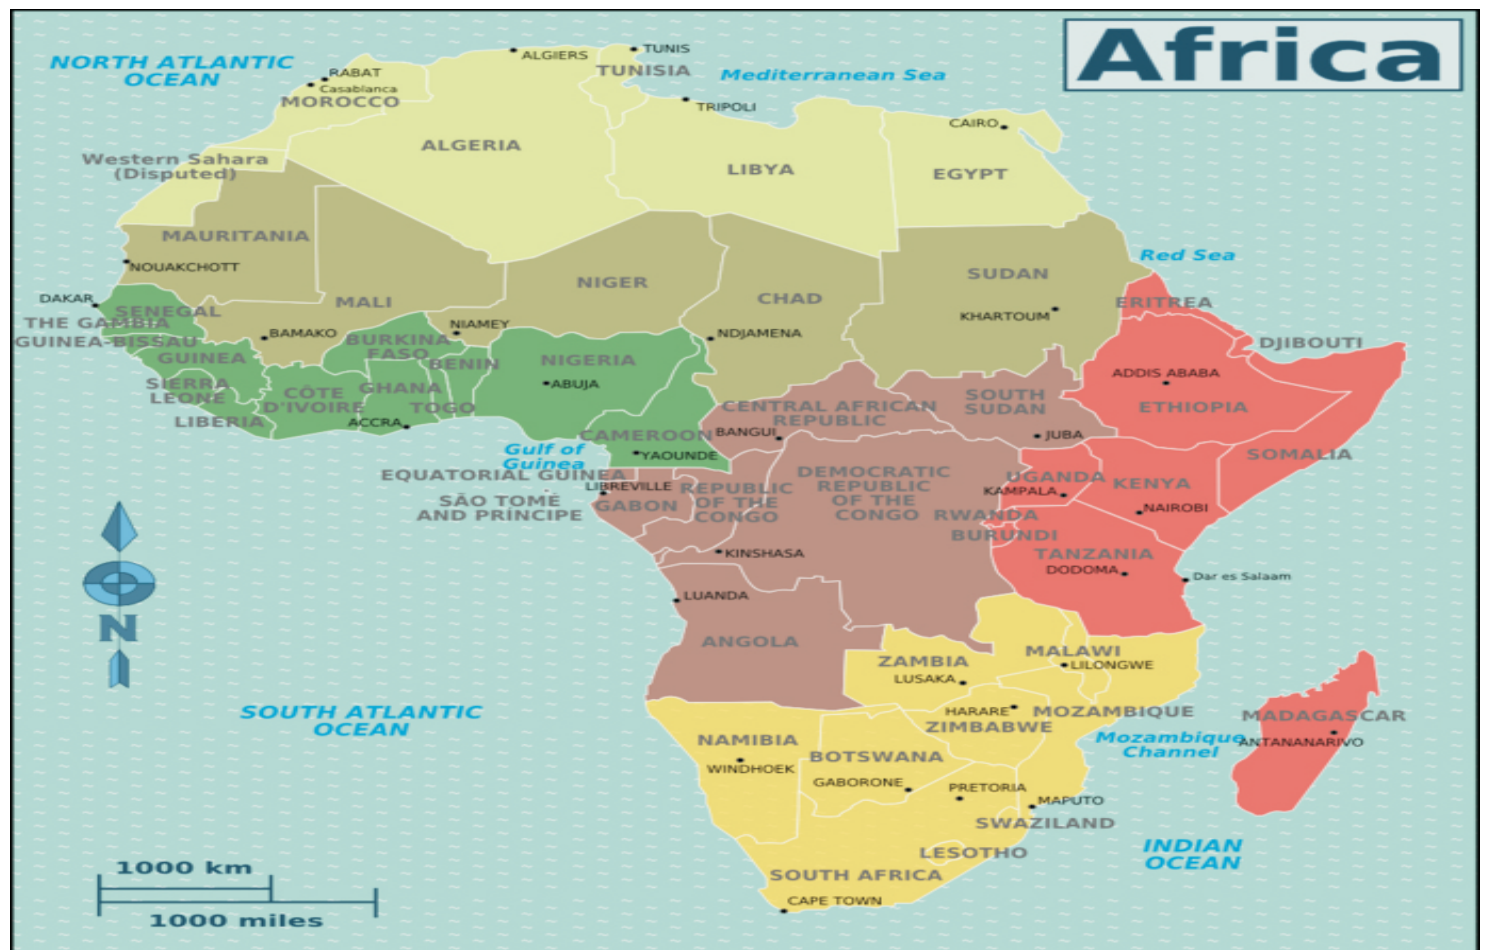 Africa
NORTH ATLANTIC
OCEAN
ALGIERS
TUNIS
TUNISIA
Mediterranean Sea
RABAT
Casablanca
MOROCCO
TRIPOLI
CAIRO
ALGERIA
LIBYA
EGYPT
Western Sahara
(Disputed)
MAURITANIA
NOUAKCHOTT
MALI
NIGER
CHAD
SUDAN
Red Sea
KHARTOUM
ERITREA
DAKAR
SENEGAL
THE GAMBIA
GUINEA-BISSAU
GUINEA
BAMAKO
NIAMEY
BURKINA
FASO
BENIN
NIGERIA
ABUJA
NDJAMENA
DJIBOUTI
ADDIS ABABA
ETHIOPIA
SIERRA
LEONE
LIBERIA
CÔTE
D'IVOIRE
GHANA
TOGO
ACCRA
CENTRAL AFRICAN
REPUBLIC
BANGUI
SOUTH
SUDAN
JUBA
SOMALIA
CAMEROON
YAOUNDE
Gulf of
Guinea
EQUATORIAL GUINEA
LIBREVILLE
SÃO TOMÉ
AND PRÍNCIPE
GABON
REPUBLIC
OF THE
CONGO
DEMOCRATIC
REPUBLIC
OF THE
CONGO
UGANDA
KAMPALA
KENYA
NAIROBI
RWANDA
BURUNDI
TANZANIA
DODOMA
Dar es Salaam
KINSHASA
LUANDA
ANGOLA
N
ZAMBIA
LUSAKA
MALAWI
LILONGWE
HARARE
MOZAMBIQUE
ZIMBABWE
Mozambique
Channel
MADAGASCAR
ANTANANARIVO
SOUTH ATLANTIC
OCEAN
NAMIBIA
WINDHOEK
BOTSWANA
GABORONE
PRETORIA
MAPUTO
SWAZILAND
LESOTHO
SOUTH AFRICA
CAPE TOWN
INDIAN
OCEAN
1000 km
1000 miles